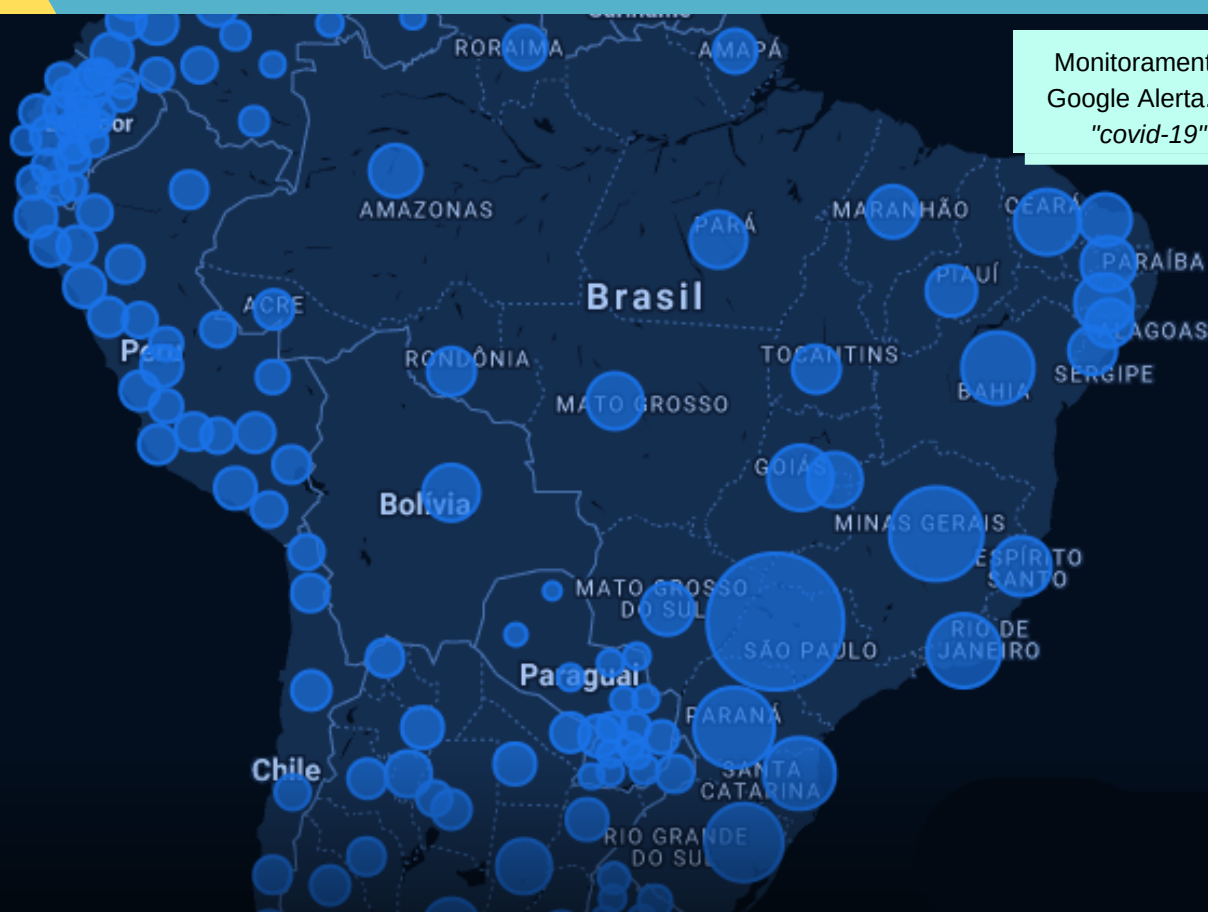 Suriname
RORAIMA
AMAPÁ
Monitorament
Google Alerta
"covid-19"
AMAZONAS
PARÁ
MARANHÃO
CEARÁ
PARAÍBA
PIAUÍ
Brasil
ACRE
ALAGOAS
Peru
RONDÔNIA
TOCANTINS
SERGIPE
BAHIA
MATO GROSSO
GOIÁS
Bolívia
MINAS GERAIS
ESPÍRITO
SANTO
MATO GROSSO
DO SUL
RIO DE
JANEIRO
SÃO PAULO
Paraguai
PARANÁ
Chile
SANTA
CATARINA
RIO GRANDE
DO SUL